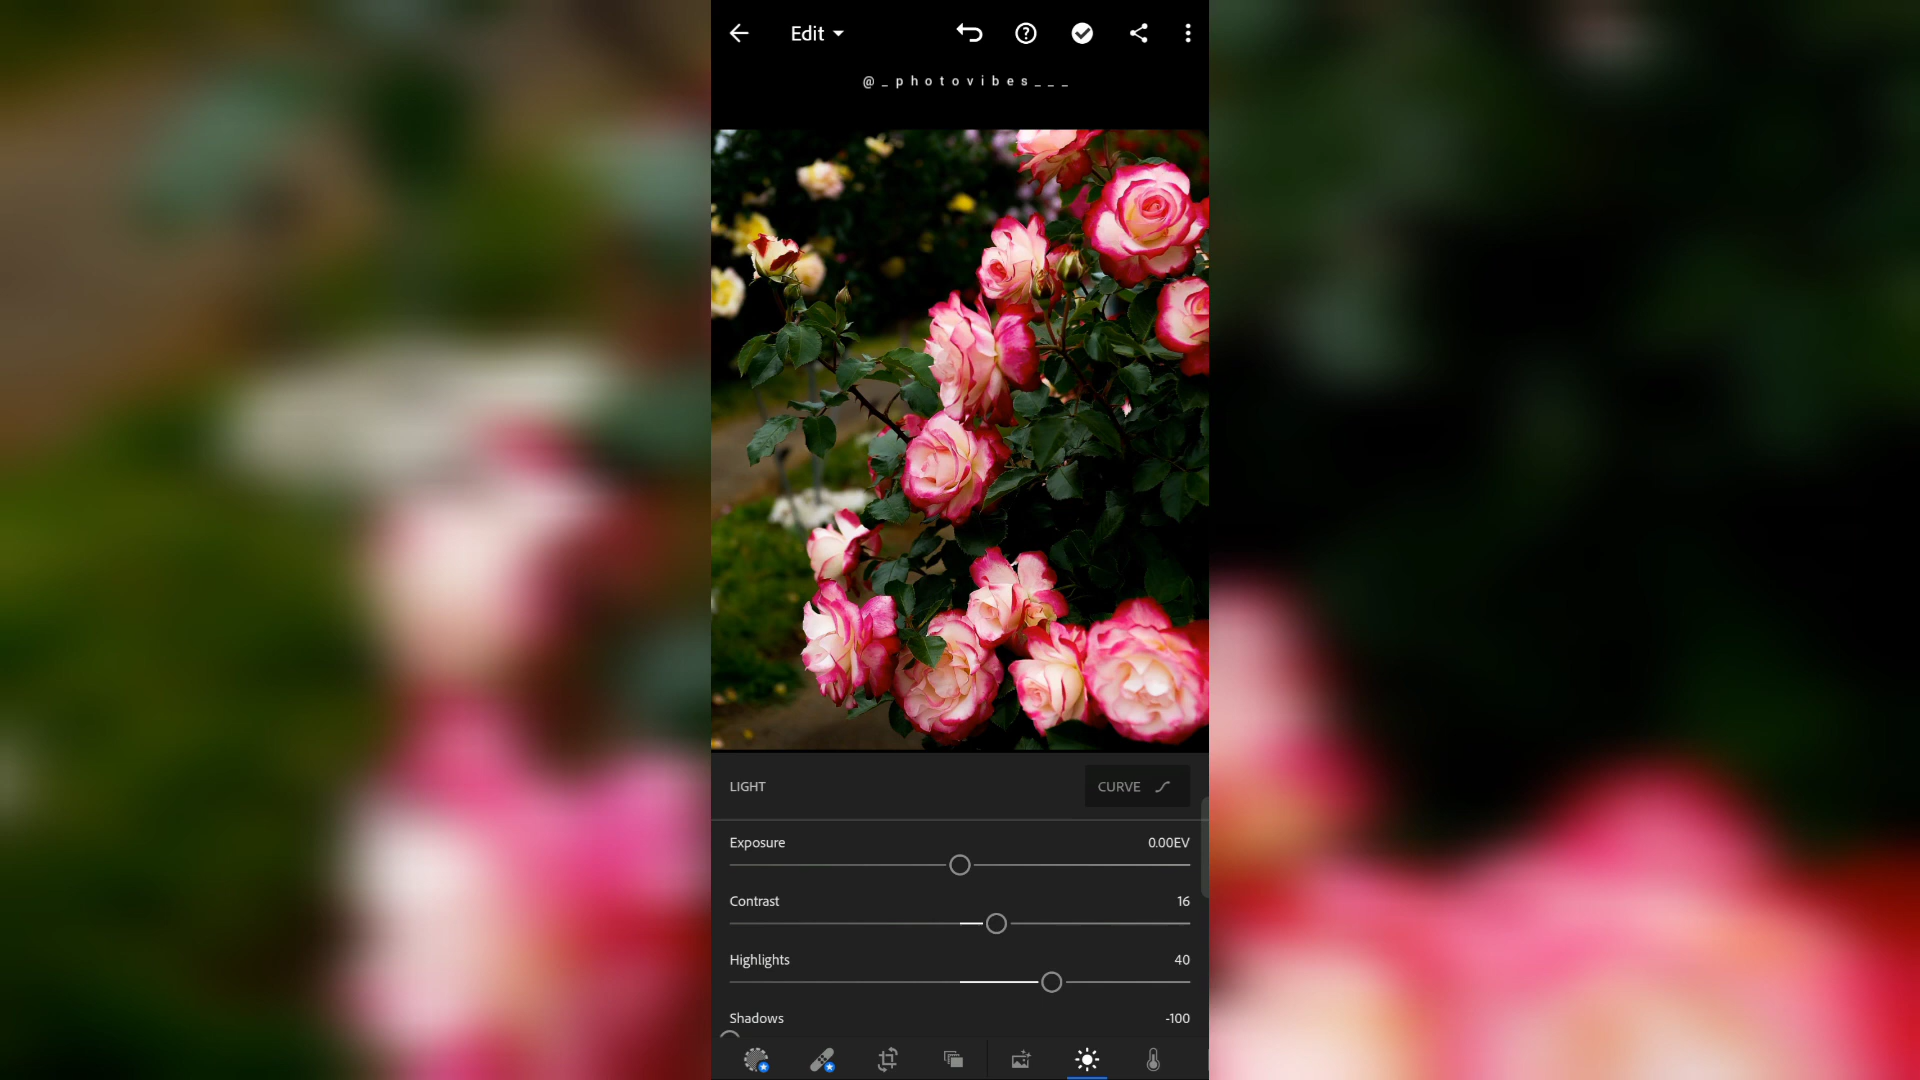 Edit
@_photovibes___
LIGHT
CURVE
Exposure 0.00EV
Contrast 16
Highlights 40
Shadows -100